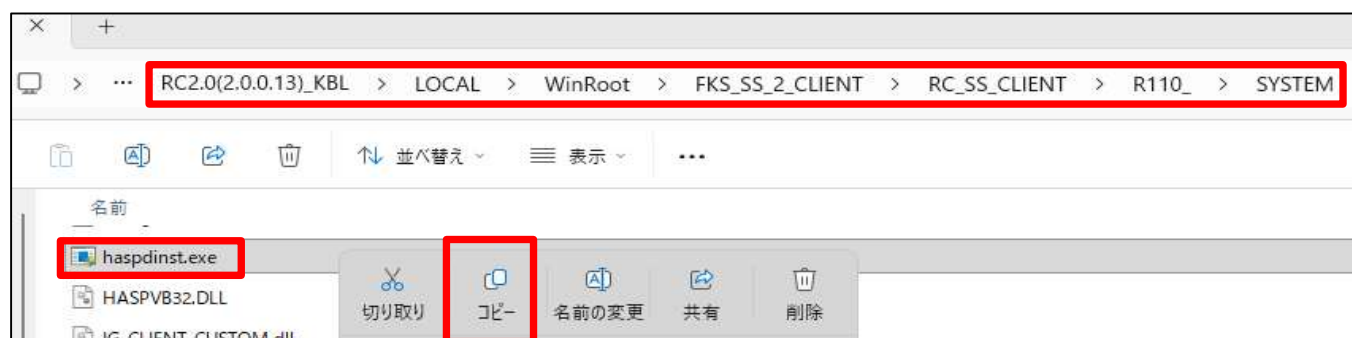 … > RC2.0(2.0.0.13)_KBL > LOCAL > WinRoot > FKS_SS_2_CLIENT > RC_SS_CLIENT > R110_ > SYSTEM
並べ替え 表示 …
名前
haspdinst.exe
HASPVB32.DLL
切り取り コピー 名前の変更 共有 削除
IG_CLIENT_CUSTOM.dll